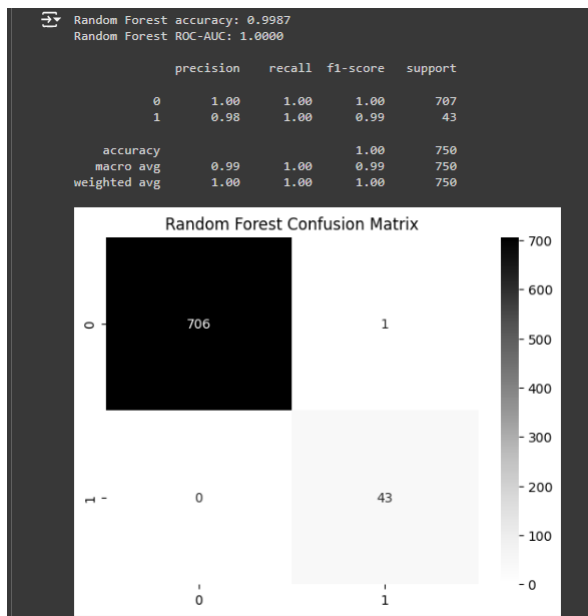 Random Forest accuracy: 0.9987
Random Forest ROC-AUC: 1.0000
precision recall f1-score support
0 1.00 1.00 1.00 707
1 0.98 1.00 0.99 43
accuracy 1.00 750
macro avg 0.99 1.00 0.99 750
weighted avg 1.00 1.00 1.00 750
Random Forest Confusion Matrix
700
600
0 706 1
500
400
300
200
1 0 43
100
0
0 1